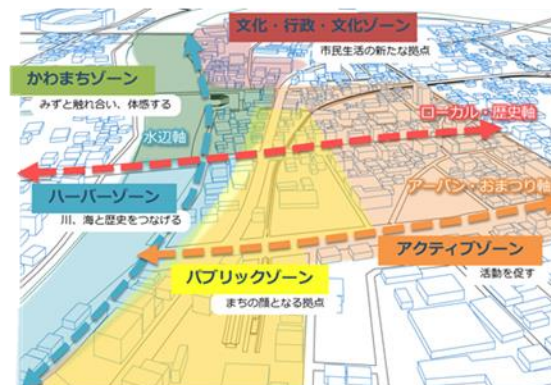 文化・行政・文化ゾーン
市民生活の新たな拠点
かわまちゾーン
みずと触れ合い、体感する
ローカル・歴史軸
水辺軸
アーバン・おまつり軸
ハーバーゾーン
川、海と歴史をつなげる
アクティブゾーン
活動を促す
パブリックゾーン
まちの顔となる拠点